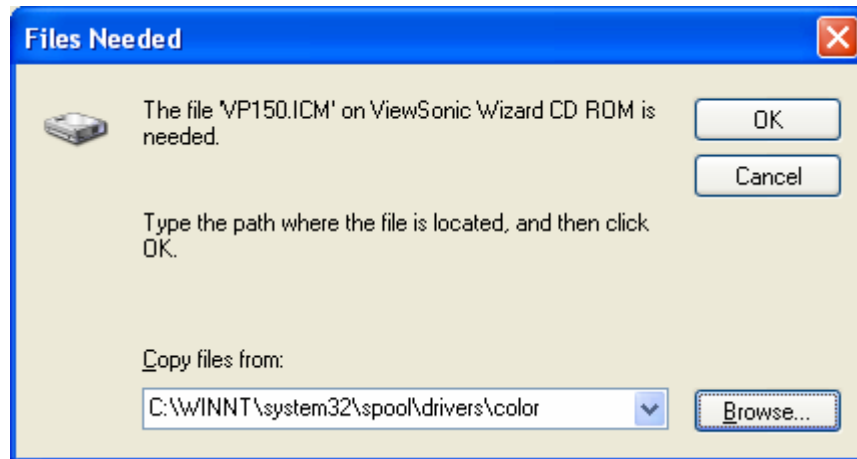 Files Needed
The file 'VP150.ICM' on ViewSonic Wizard CD ROM is
needed.
OK
Cancel
Type the path where the file is located, and then click
OK.
Copy files from:
C:\WINNT\system32\spool\drivers\color
Browse...